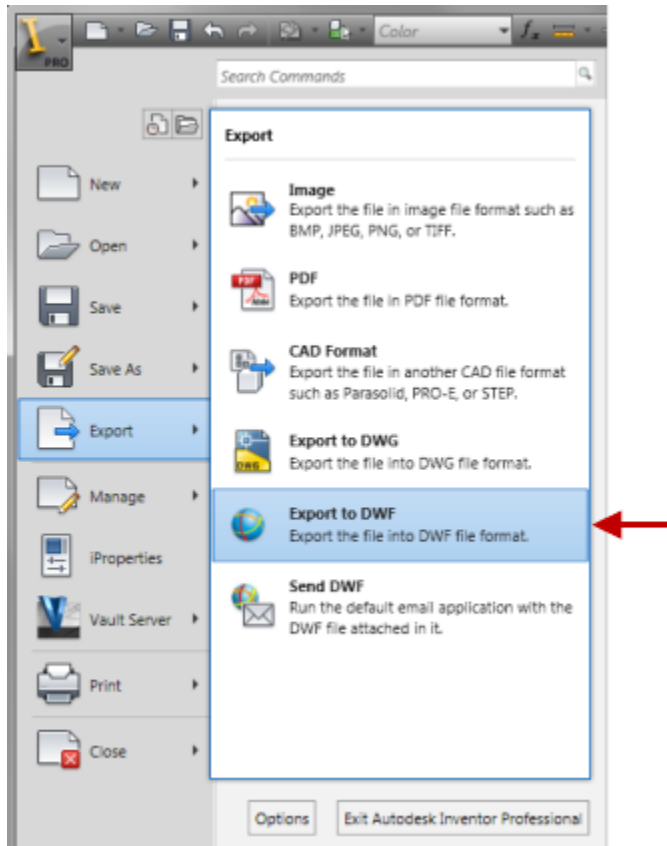 PRO
Color
fx
Search Commands
Export
New
Open
Save
Save As
Export
Manage
iProperties
Vault Server
Print
Close
Image
Export the file in image file format such as
BMP, JPEG, PNG, or TIFF.
PDF
PDF
Export the file in PDF file format.
CAD Format
Export the file in another CAD file format
such as Parasolid, PRO-E, or STEP.
DWG
Export to DWG
Export the file into DWG file format.
Export to DWF
Export the file into DWF file format.
Send DWF
Run the default email application with the
DWF file attached in it.
Options
Exit Autodesk Inventor Professional